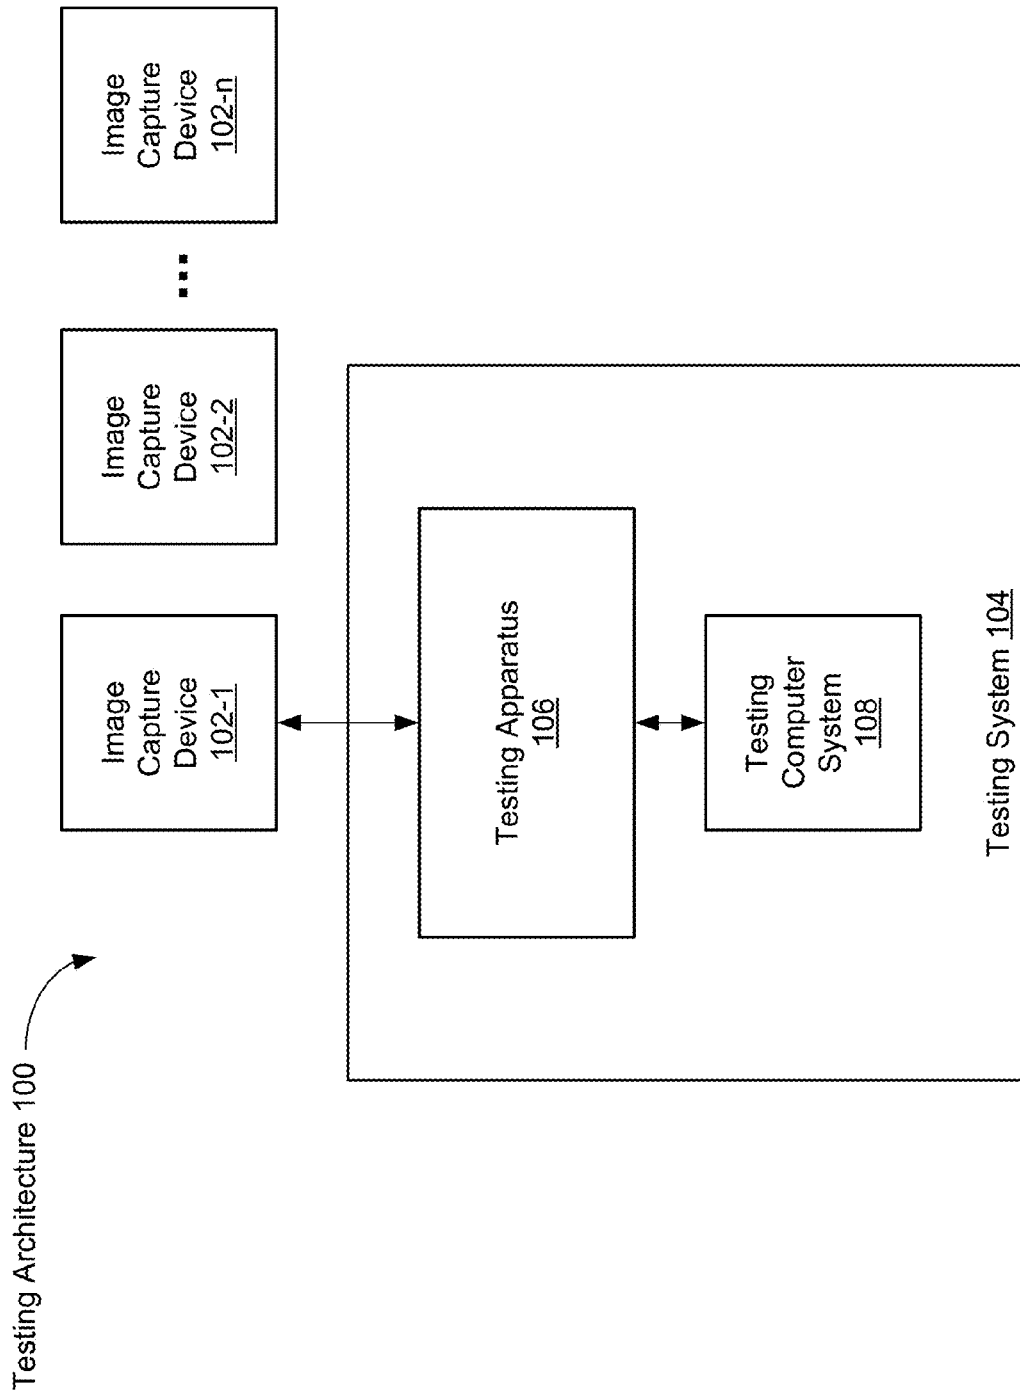 Testing Architecture 100
Image
Capture
Device
102-1
Image
Capture
Device
102-2
...
Image
Capture
Device
102-n
Testing Apparatus
106
Testing
Computer
System
108
Testing System 104